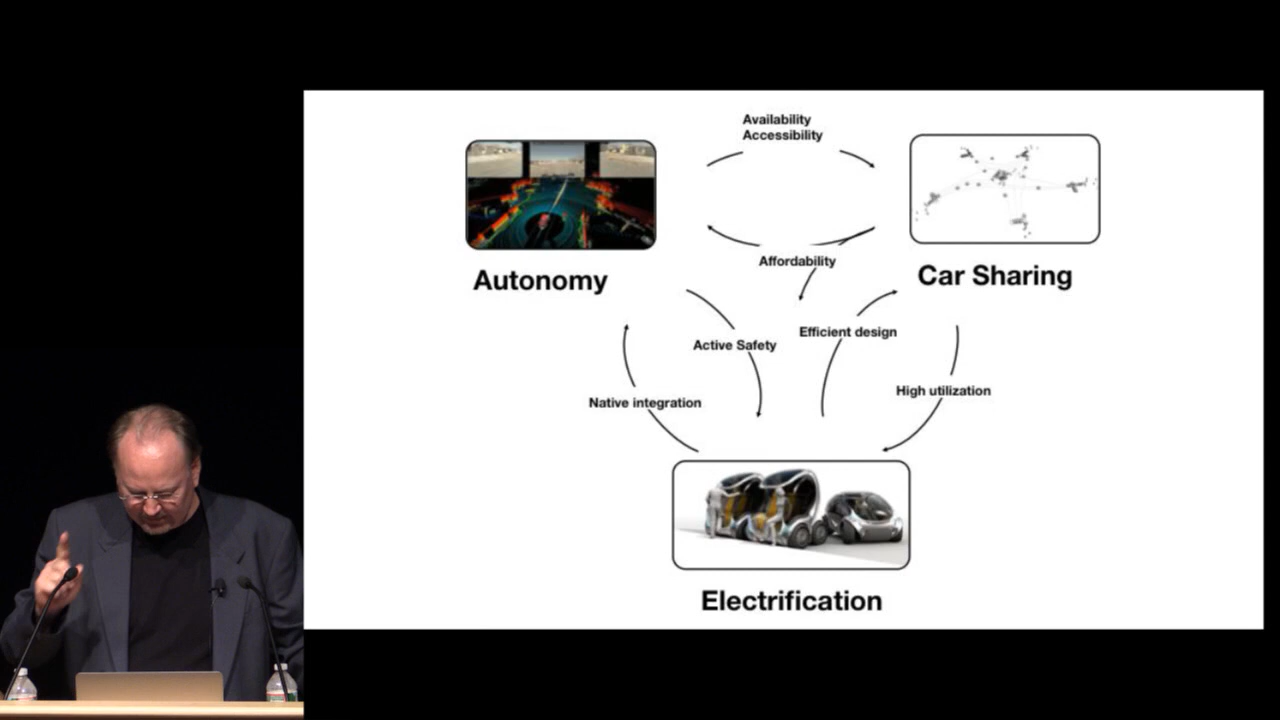 Availability
Accessibility
Affordability
Autonomy
Car Sharing
Active Safety
Efficient design
Native integration
High utilization
Electrification